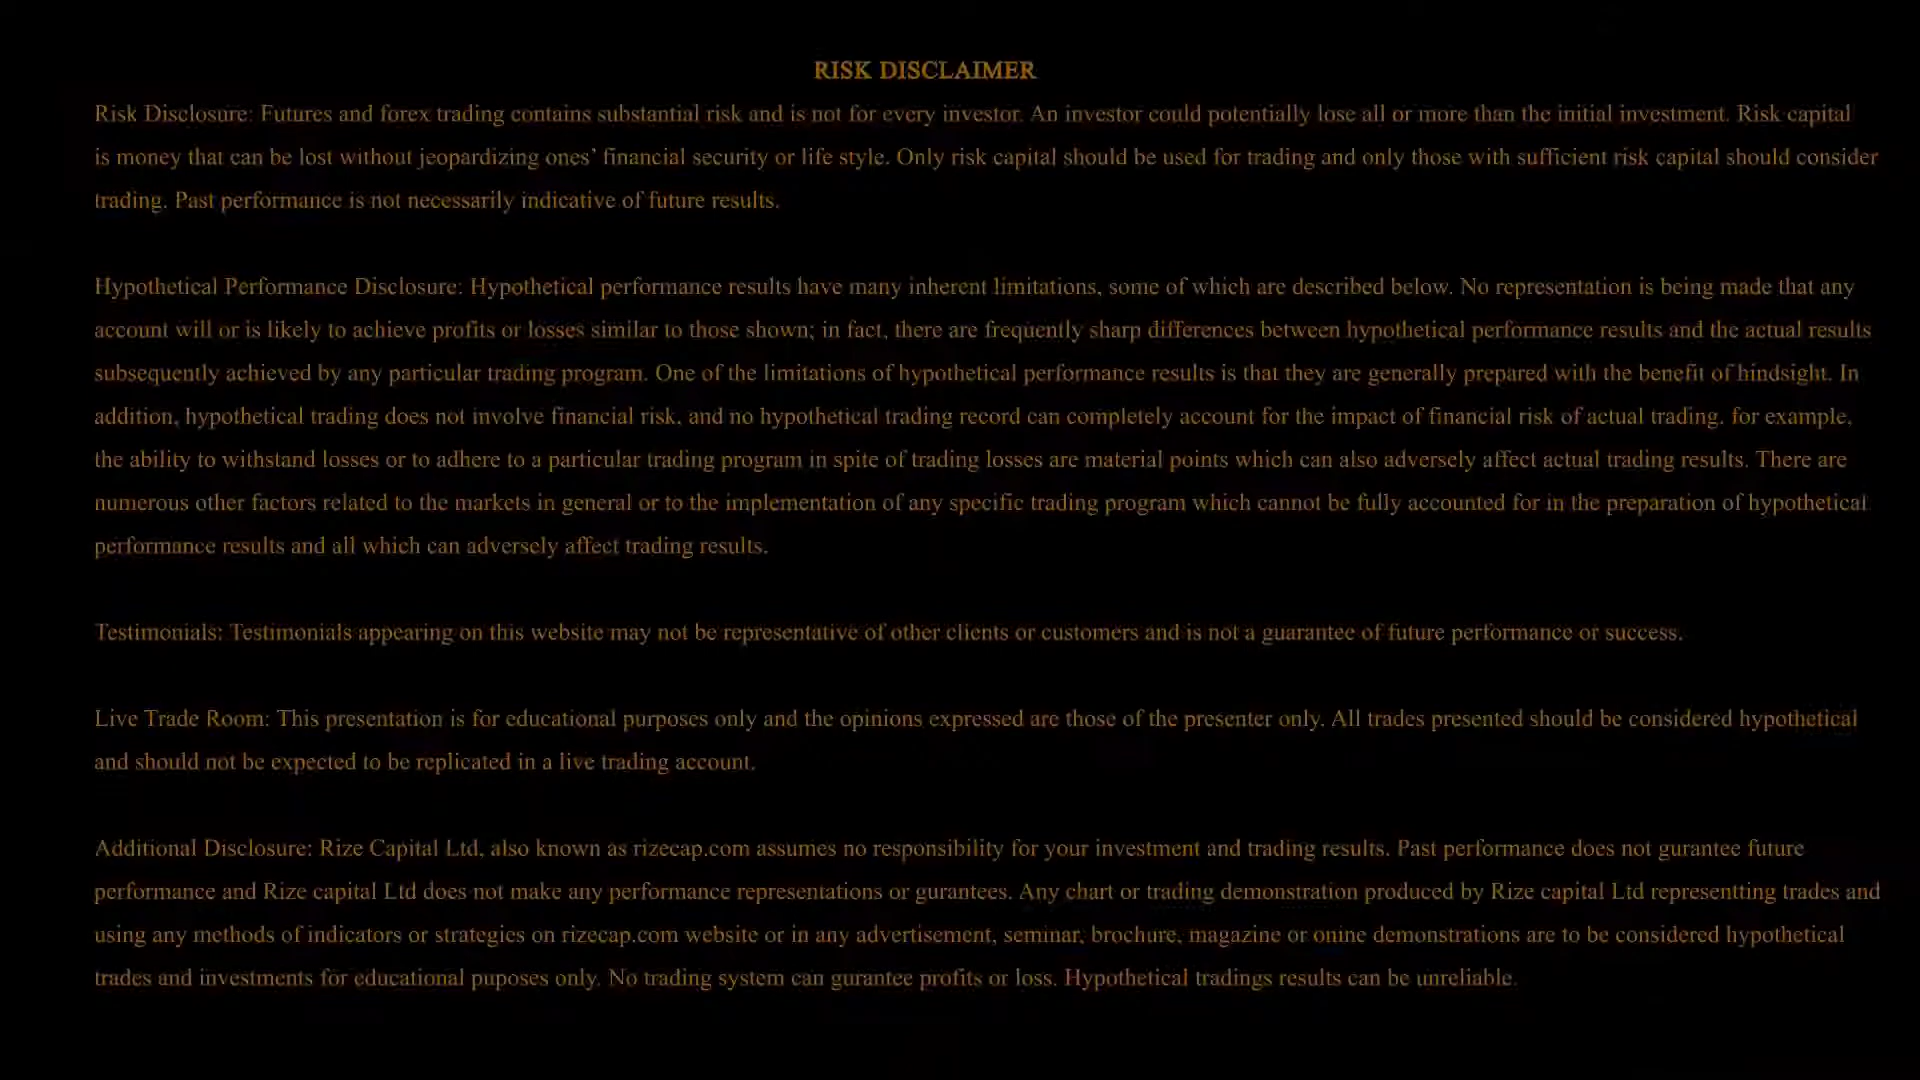 RISK DISCLAIMER
Risk Disclosure: Futures and forex trading contains substantial risk and is not for every investor. An investor could potentially lose all or more than the initial investment. Risk capital
is money that can be lost without jeopardizing ones’ financial security or life style. Only risk capital should be used for trading and only those with sufficient risk capital should consider
trading. Past performance is not necessarily indicative of future results.
Hypothetical Performance Disclosure: Hypothetical performance results have many inherent limitations, some of which are described below. No representation is being made that any
account will or is likely to achieve profits or losses similar to those shown; in fact, there are frequently sharp differences between hypothetical performance results and the actual results
subsequently achieved by any particular trading program. One of the limitations of hypothetical performance results is that they are generally prepared with the benefit of hindsight. In
addition, hypothetical trading does not involve financial risk, and no hypothetical trading record can completely account for the impact of financial risk of actual trading. for example,
the ability to withstand losses or to adhere to a particular trading program in spite of trading losses are material points which can also adversely affect actual trading results. There are
numerous other factors related to the markets in general or to the implementation of any specific trading program which cannot be fully accounted for in the preparation of hypothetical
performance results and all which can adversely affect trading results.
Testimonials: Testimonials appearing on this website may not be representative of other clients or customers and is not a guarantee of future performance or success.
Live Trade Room: This presentation is for educational purposes only and the opinions expressed are those of the presenter only. All trades presented should be considered hypothetical
and should not be expected to be replicated in a live trading account.
Additional Disclosure: Rize Capital Ltd, also known as rizecap.com assumes no responsibility for your investment and trading results. Past performance does not gurantee future
performance and Rize capital Ltd does not make any performance representations or gurantees. Any chart or trading demonstration produced by Rize capital Ltd representting trades and
using any methods of indicators or strategies on rizecap.com website or in any advertisement, seminar, brochure, magazine or onine demonstrations are to be considered hypothetical
trades and investments for educational puposes only. No trading system can gurantee profits or loss. Hypothetical tradings results can be unreliable.